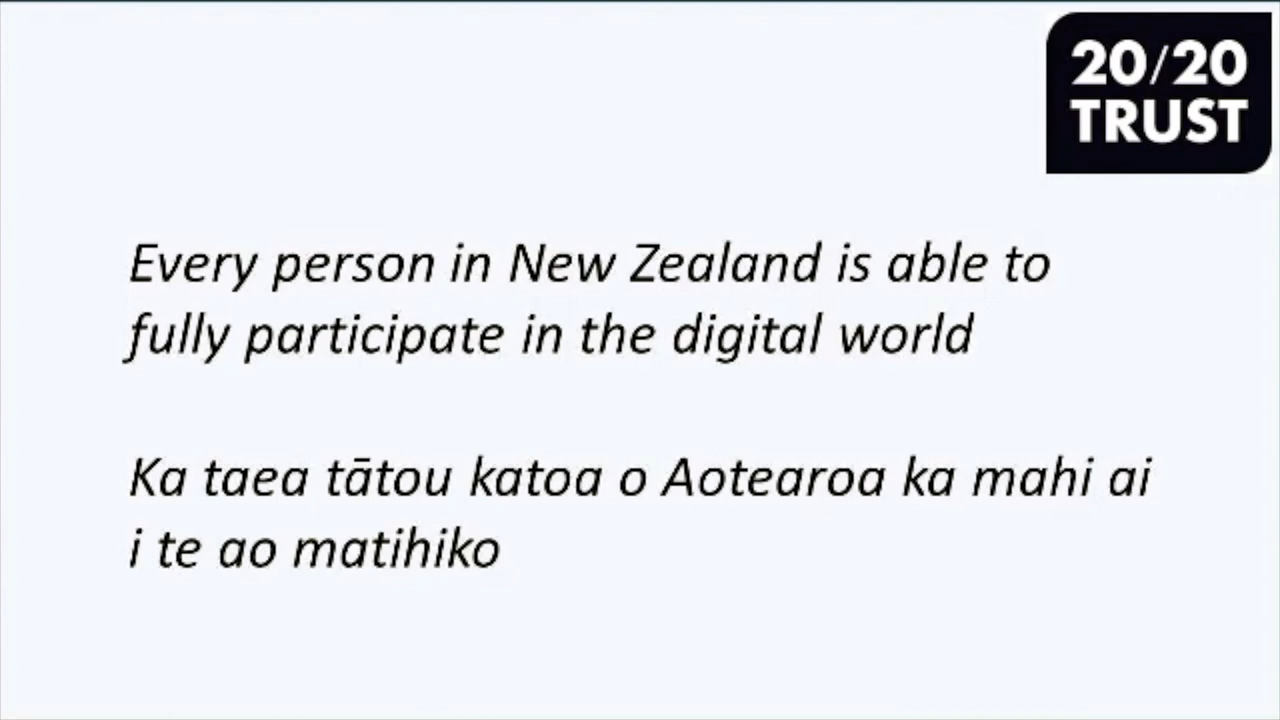 20/20
TRUST
Every person in New Zealand is able to
fully participate in the digital world
Ka taea tātou katoa o Aotearoa ka mahi ai
i te ao matihiko